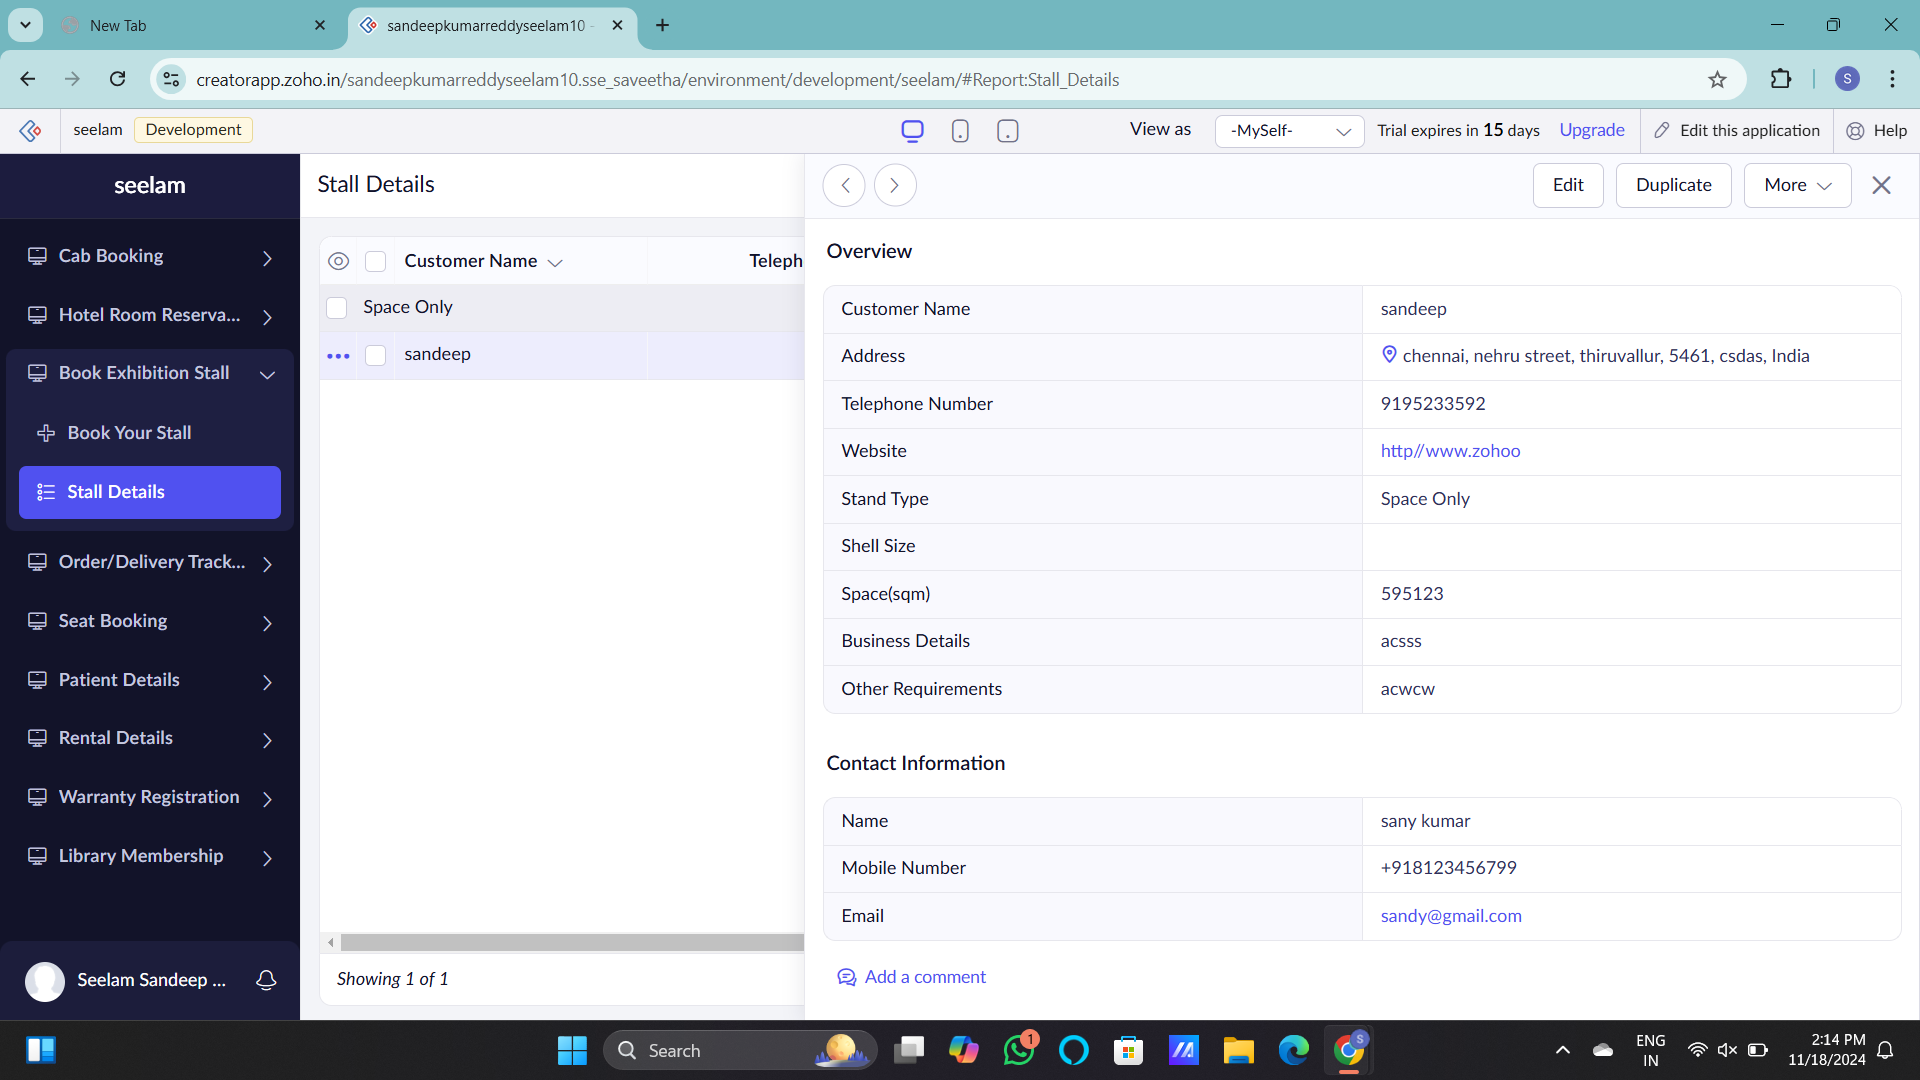 New Tab
sandeepkumarreddyseelam10 -
creatorapp.zoho.in/sandeepkumarreddyseelam10.sse_saveetha/environment/development/seelam/#Report:Stall_Details
S
seelam Development
View as -MySelf- Trial expires in 15 days Upgrade Edit this application Help
seelam
Cab Booking
Hotel Room Reserva...
Book Exhibition Stall
Book Your Stall
Stall Details
Order/Delivery Track...
Seat Booking
Patient Details
Rental Details
Warranty Registration
Library Membership
Seelam Sandeep ...
Stall Details
Customer Name Teleph
Space Only
sandeep
Showing 1 of 1
Edit Duplicate More
Overview
Customer Name sandeep
Address chennai, nehru street, thiruvallur, 5461, csdas, India
Telephone Number 9195233592
Website http//www.zohoo
Stand Type Space Only
Shell Size
Space(sqm) 595123
Business Details acsss
Other Requirements acwcw
Contact Information
Name sany kumar
Mobile Number +918123456799
Email sandy@gmail.com
Add a comment
Search
1
S
ENG
IN
2:14 PM
11/18/2024